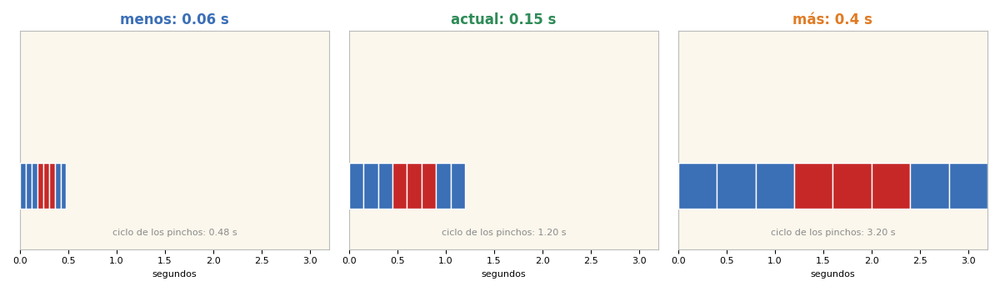 menos: 0.06 s
actual: 0.15 s
más: 0.4 s
ciclo de los pinchos: 0.48 s
ciclo de los pinchos: 1.20 s
ciclo de los pinchos: 3.20 s
0.0 0.5 1.0 1.5 2.0 2.5 3.0
0.0 0.5 1.0 1.5 2.0 2.5 3.0
0.0 0.5 1.0 1.5 2.0 2.5 3.0
segundos
segundos
segundos